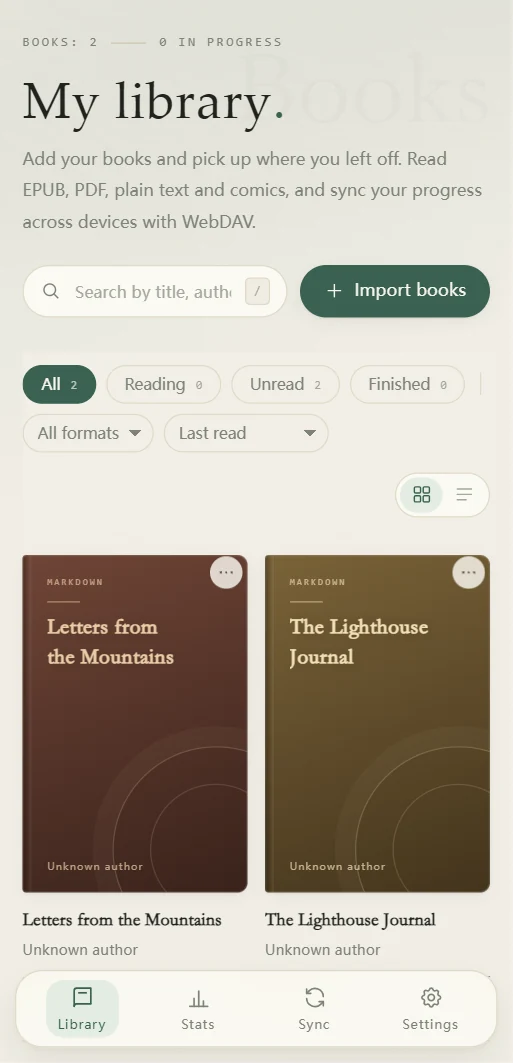 BOOKS: 2 0 IN PROGRESS
Books
My library.
Add your books and pick up where you left off. Read
EPUB, PDF, plain text and comics, and sync your progress
across devices with WebDAV.
Search by title, autho /
Import books
All 2 Reading 0 Unread 2 Finished 0
All formats Last read
MARKDOWN
Letters from
the Mountains
Unknown author
MARKDOWN
The Lighthouse
Journal
Unknown author
Letters from the Mountains
Unknown author
The Lighthouse Journal
Unknown author
Library Stats Sync Settings